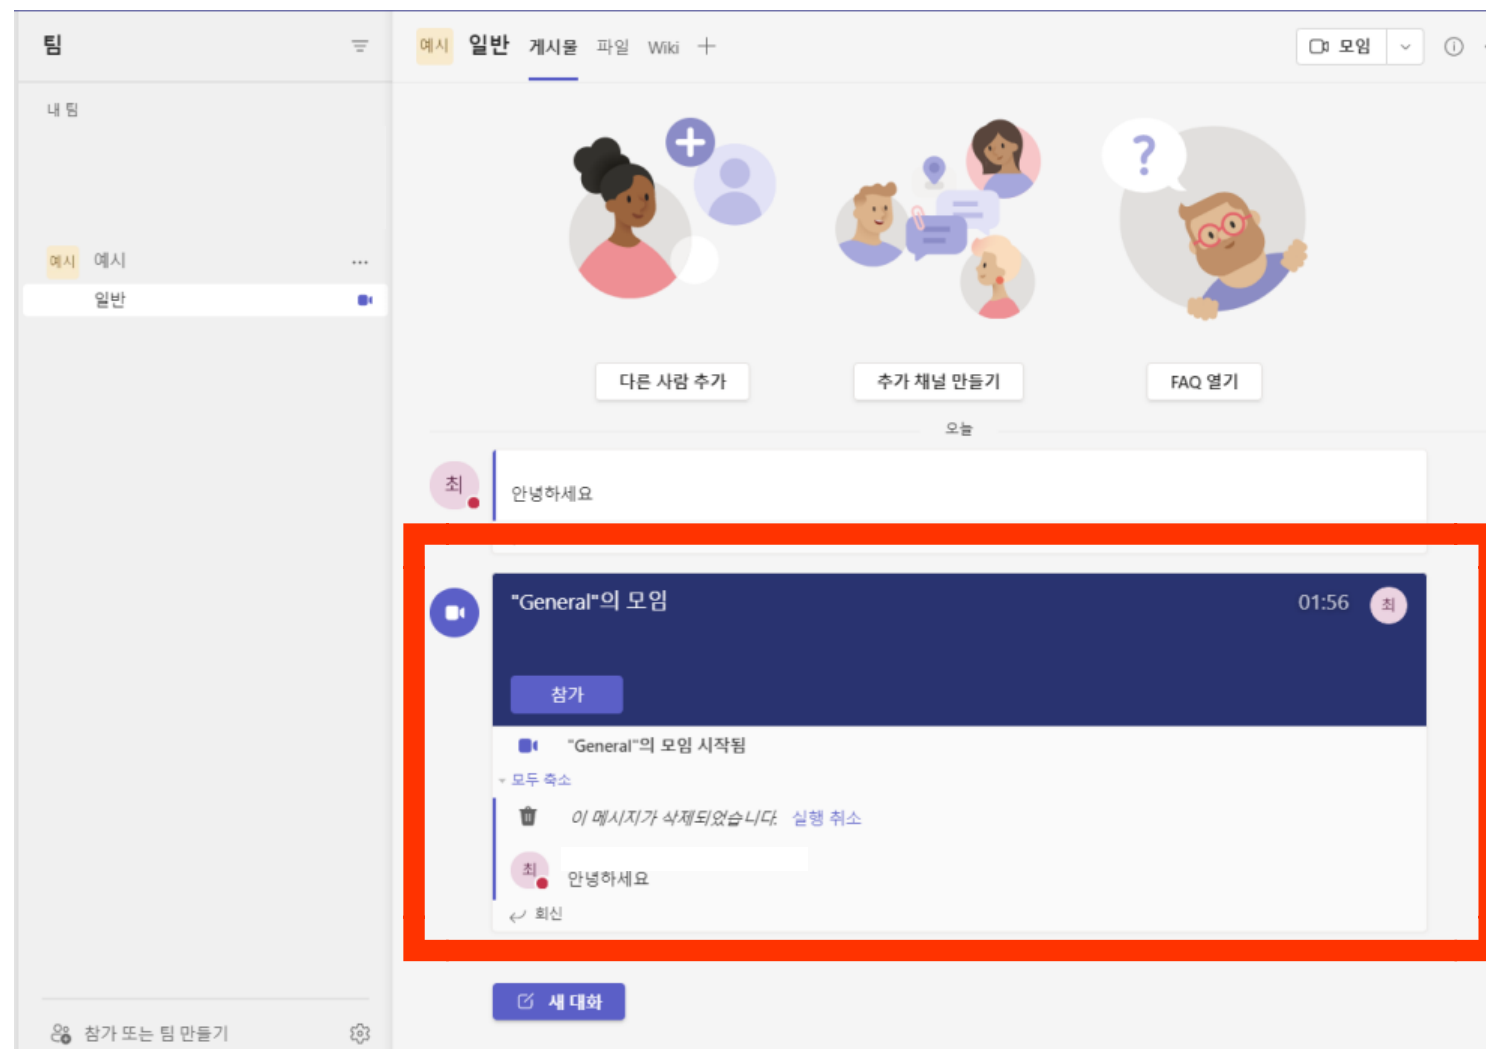 팀
예시 일반 게시물 파일 Wiki
모임
내 팀
예시 예시
일반
?
다른 사람 추가 추가 채널 만들기 FAQ 열기
오늘
최
안녕하세요
"General"의 모임 01:56 최
참가
"General"의 모임 시작됨
모두 축소
이 메시지가 삭제되었습니다. 실행 취소
최
안녕하세요
회신
새 대화
참가 또는 팀 만들기